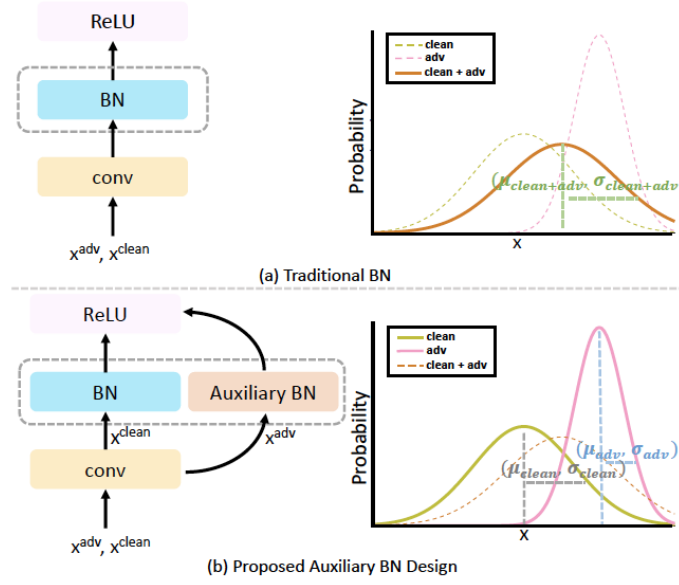 ReLU
BN
conv
x^adv, x^clean
Probability
clean
adv
clean + adv
(μ_clean+adv, σ_clean+adv
X
(a) Traditional BN
ReLU
BN
Auxiliary BN
x^clean
x^adv
conv
x^adv, x^clean
Probability
clean
adv
clean + adv
(μ_adv, σ_adv)
(μ_clean, σ_clean)
X
(b) Proposed Auxiliary BN Design